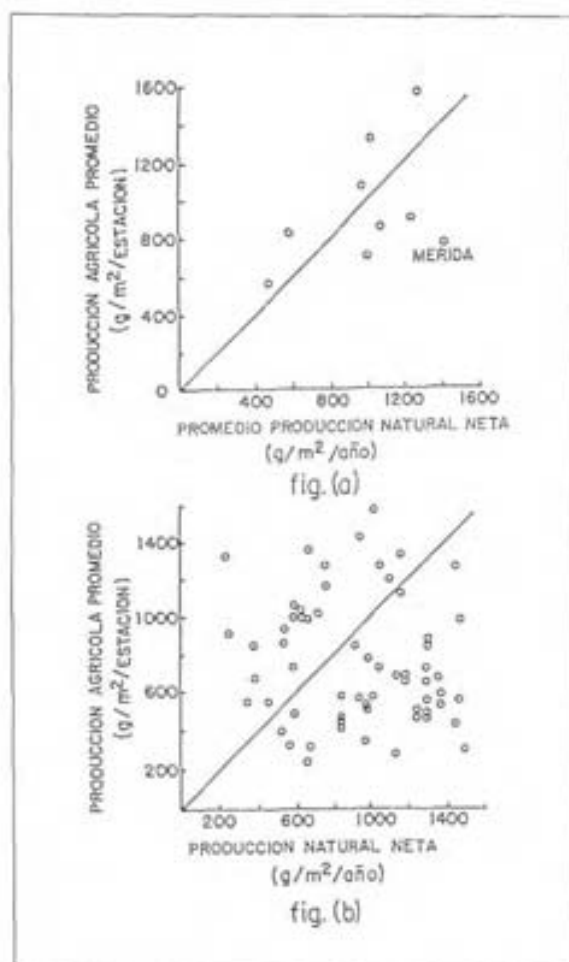 PRODUCCION AGRICOLA PROMEDIO
(g/m²/ESTACION)
1600
1200
800
400
0
MERIDA
400 800 1200 1600
PROMEDIO PRODUCCION NATURAL NETA
(g/m²/año)
fig.(a)
PRODUCCION AGRICOLA PROMEDIO
(g/m²/ESTACION)
1400
1000
600
200
0
200 600 1000 1400
PRODUCCION NATURAL NETA
(g/m²/año)
fig.(b)